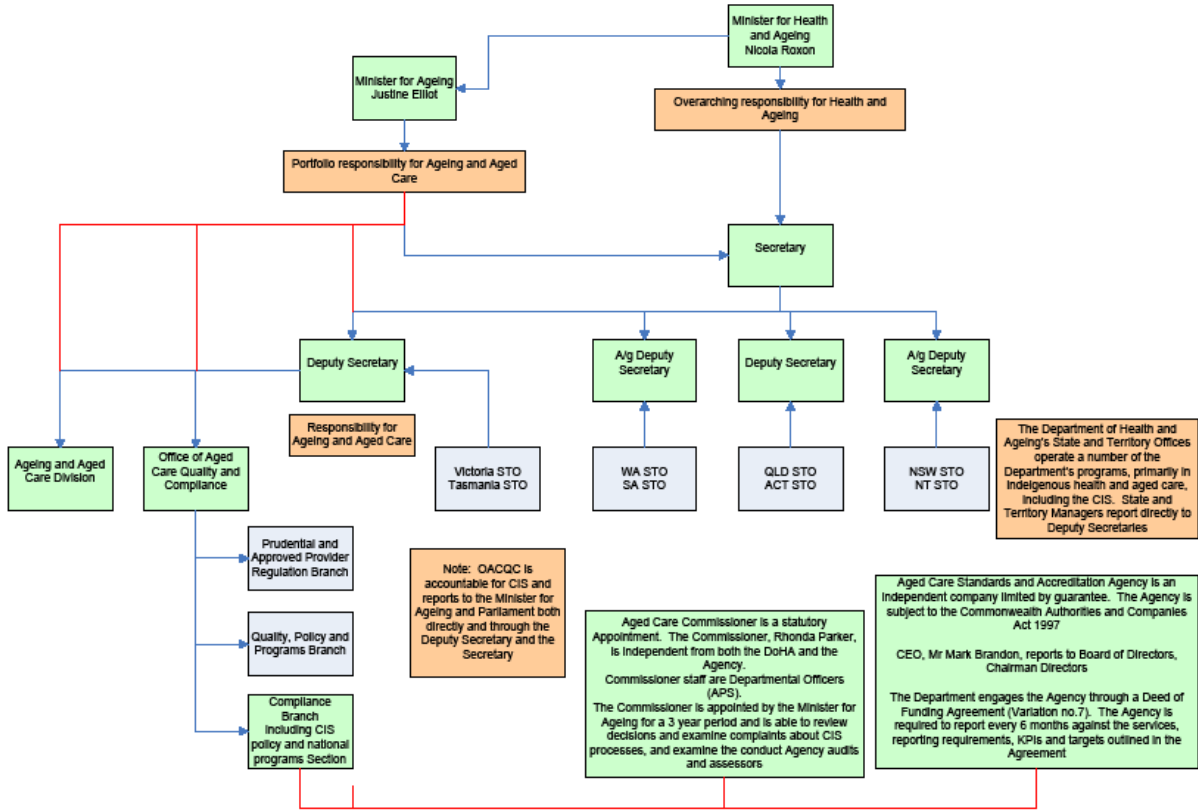 Minister for Health
and Ageing
Nicola Roxon
Minister for Ageing
Justine Elliot
Overarching responsibility for Health and
Ageing
Portfolio responsibility for Ageing and Aged
Care
Secretary
Deputy Secretary
A/g Deputy
Secretary
Deputy Secretary
A/g Deputy
Secretary
Responsibility for
Ageing and Aged Care
Ageing and Aged
Care Division
Office of Aged
Care Quality and
Compliance
Victoria STO
Tasmania STO
WA STO
SA STO
QLD STO
ACT STO
NSW STO
NT STO
The Department of Health and
Ageing's State and Territory Offices
operate a number of the
Department's programs, primarily in
indeigenous health and aged care,
including the CIS.  State and
Territory Managers report directly to
Deputy Secretaries
Prudential and
Approved Provider
Regulation Branch
Quality, Policy and
Programs Branch
Compliance
Branch
including CIS
policy and national
programs Section
Note:  OACQC is
accountable for CIS and
reports to the Minister for
Ageing and Parliament both
directly and through the
Deputy Secretary and the
Secretary
Aged Care Commissioner is a statutory
Appointment.  The Commissioner, Rhonda Parker,
is independent from both the DoHA and the
Agency.
Commissioner staff are Departmental Officers
(APS).
The Commissioner is appointed by the Minister for
Ageing for a 3 year period and is able to review
decisions and examine complaints about CIS
processes, and examine the conduct Agency audits
and assessors
Aged Care Standards and Accreditation Agency is an
independent company limited by guarantee.  The Agency is
subject to the Commonwealth Authorities and Companies
Act 1997
CEO, Mr Mark Brandon, reports to Board of Directors,
Chairman Directors
The Department engages the Agency through a Deed of
Funding Agreement (Variation no.7).  The Agency is
required to report every 6 months against the services,
reporting requirements, KPIs and targets outlined in the
Agreement